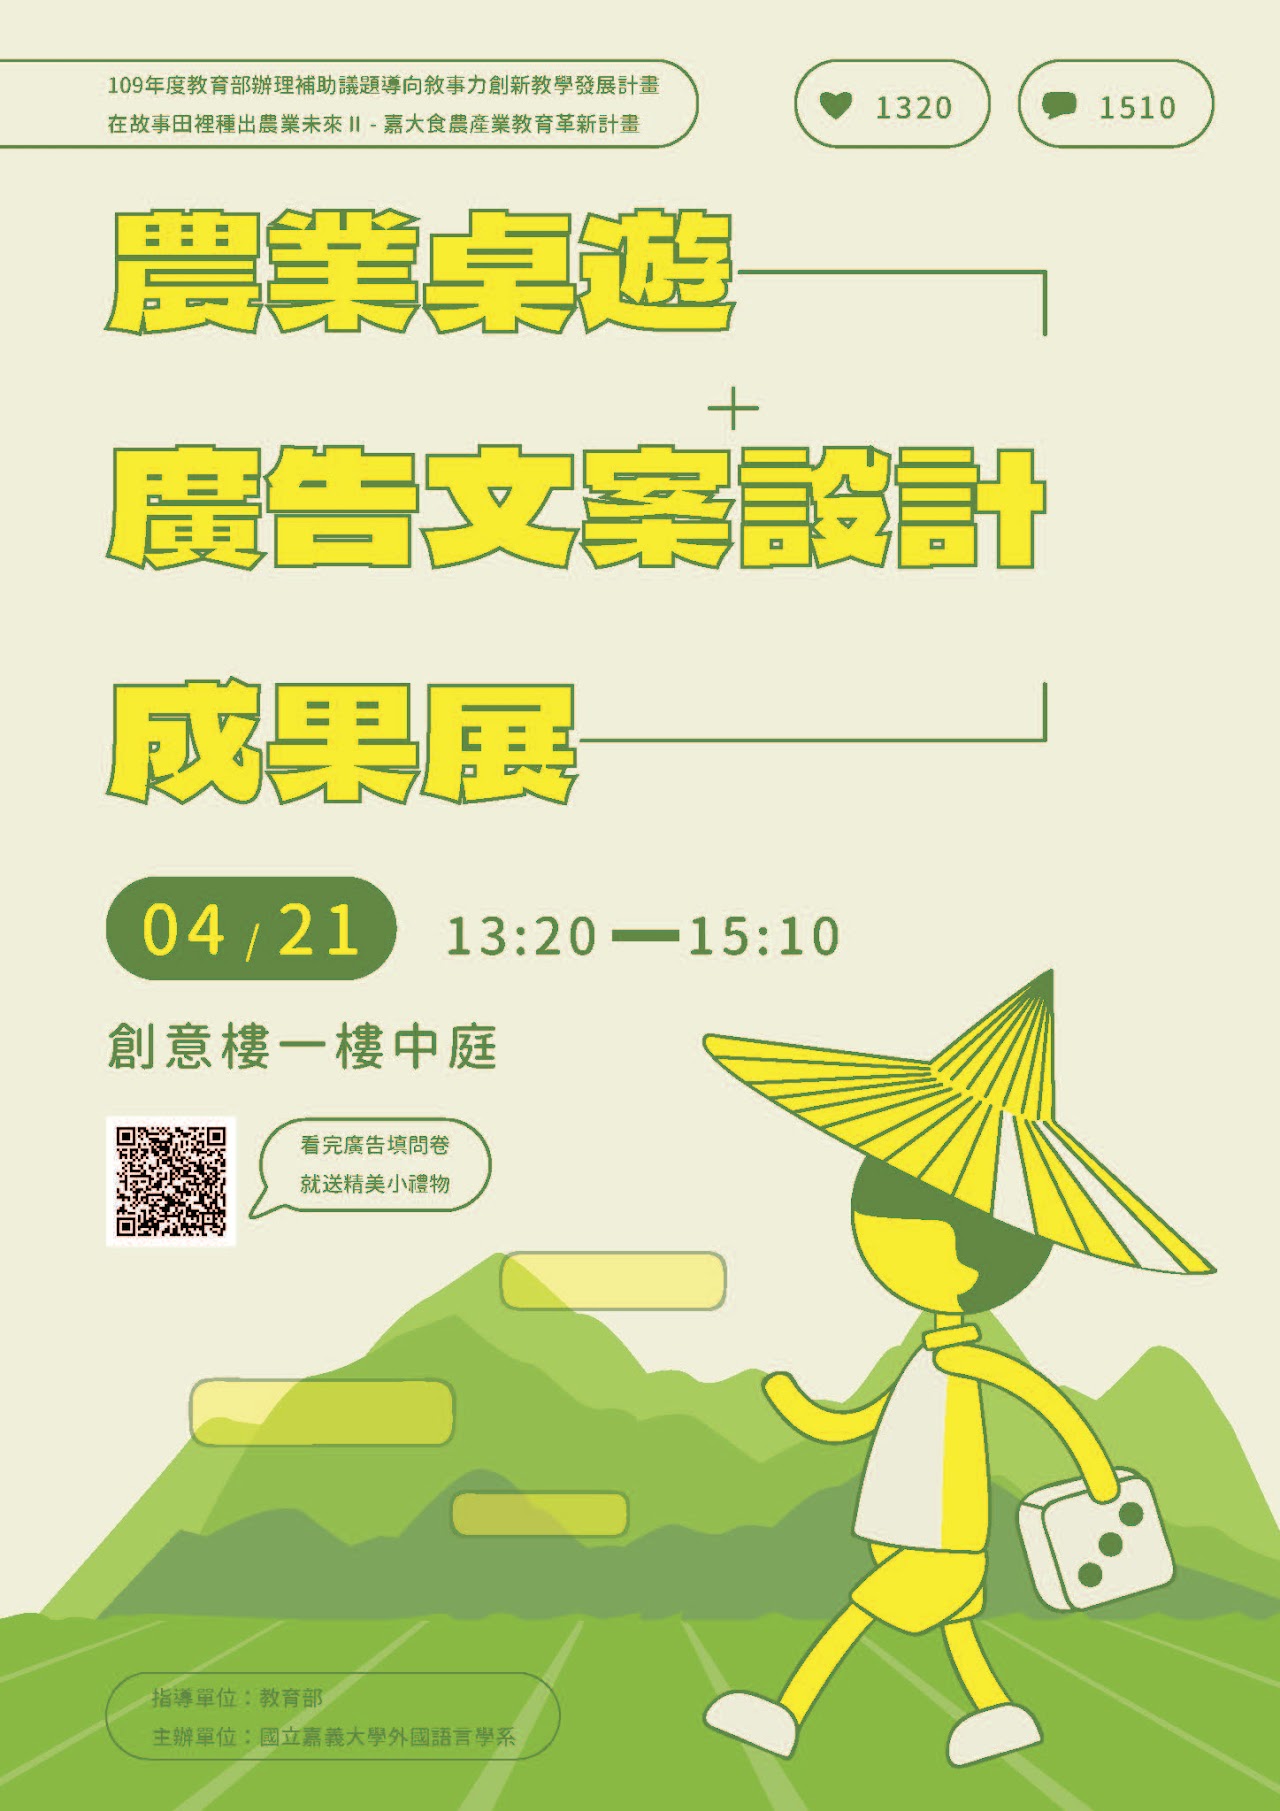 109年度教育部辦理補助議題導向敘事力創新教學發展計畫
在故事田裡種出農業未來 II - 嘉大食農產業教育革新計畫
1320
1510
農業桌遊
+
廣告文案設計
成果展
04/21
13:20—15:10
創意樓一樓中庭
看完廣告填問卷
就送精美小禮物
指導單位：教育部
主辦單位：國立嘉義大學外國語言學系